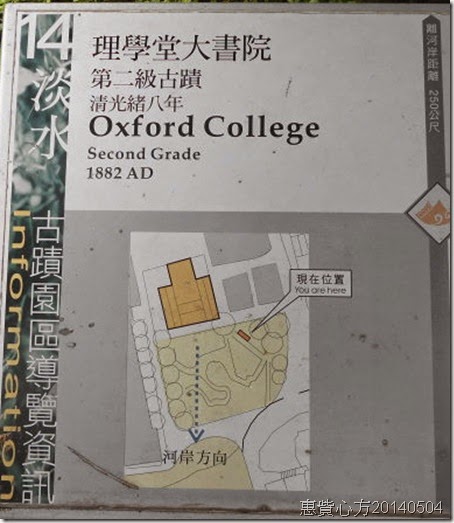 14
淡水
古蹟園區導覽資訊
Information
理學堂大書院
第二級古蹟
清光緒八年
Oxford College
Second Grade
1882 AD
離河岸距離 250公尺
現在位置
You are here
河岸方向
惠贊心方20140504